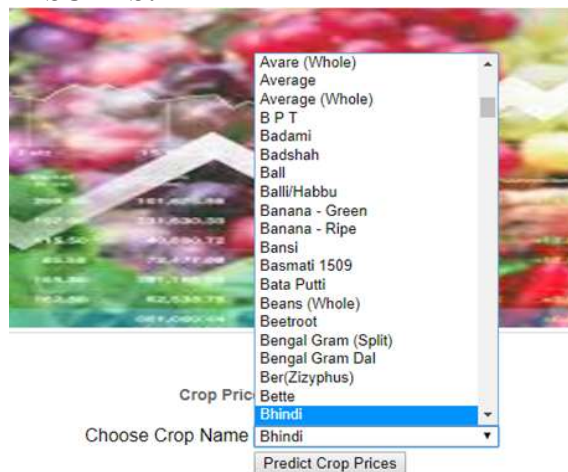 Avare (Whole)
Average
Average (Whole)
B P T
Badami
Badshah
Ball
Balli/Habbu
Banana - Green
Banana - Ripe
Bansi
Basmati 1509
Bata Putti
Beans (Whole)
Beetroot
Bengal Gram (Split)
Bengal Gram Dal
Ber(Zizyphus)
Crop Pric Bette
Bhindi
Choose Crop Name Bhindi
Predict Crop Prices